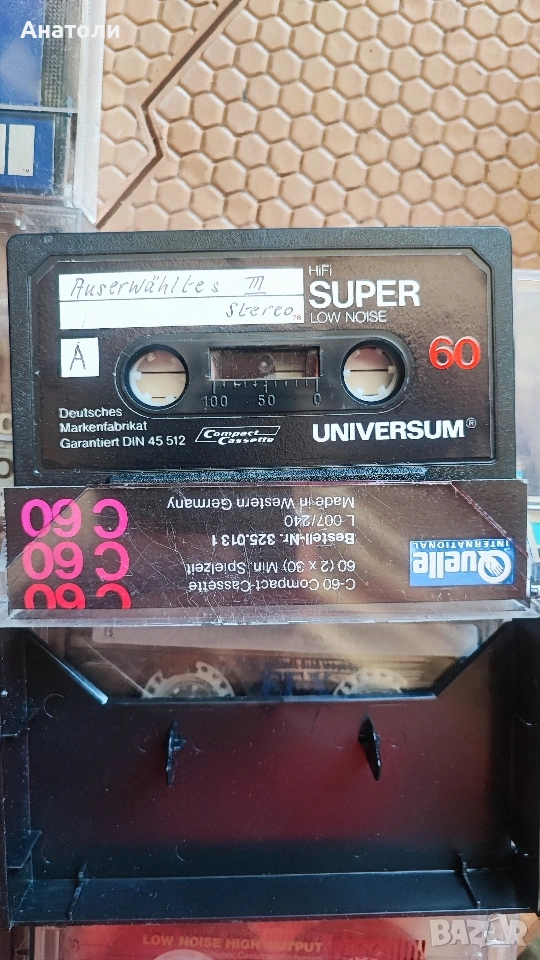 Анатоли
Auserwähltes III
Stereo
78
A
HiFi
SUPER
LOW NOISE
60
100 50 0
Deutsches
Markenfabrikat
Garantiert DIN 45 512
Compact
Cassette
UNIVERSUM®
C-60 Compact-Cassette
60 (2 x 30) Min. Spielzeit
Bestell-Nr. 325.013 1
L-007/240
Made in Western Germany
C 60
C 60
C 60
Quelle
INTERNATIONAL
B
LOW NOISE HIGH OUTPUT
BAZAR